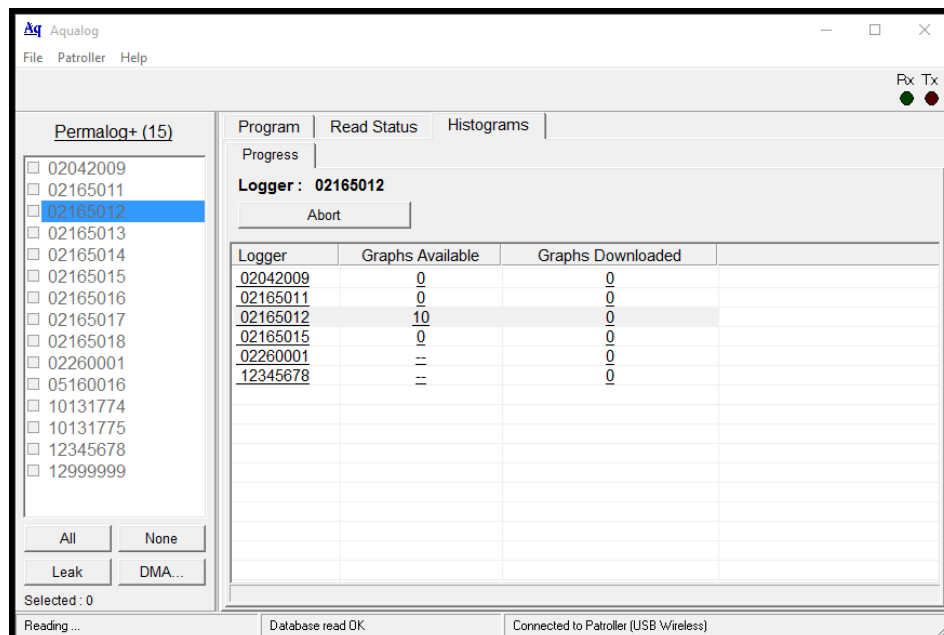 Aq Aqualog
File Patroller Help
Rx Tx
Permalog+ (15)
02042009
02165011
02165012
02165013
02165014
02165015
02165016
02165017
02165018
02260001
05160016
10131774
10131775
12345678
12999999
All None
Leak DMA...
Selected : 0
Program Read Status Histograms
Progress
Logger : 02165012
Abort
Logger Graphs Available Graphs Downloaded
02042009 0 0
02165011 0 0
02165012 10 0
02165015 0 0
02260001 -- 0
12345678 -- 0
Reading ... Database read OK Connected to Patroller (USB Wireless)